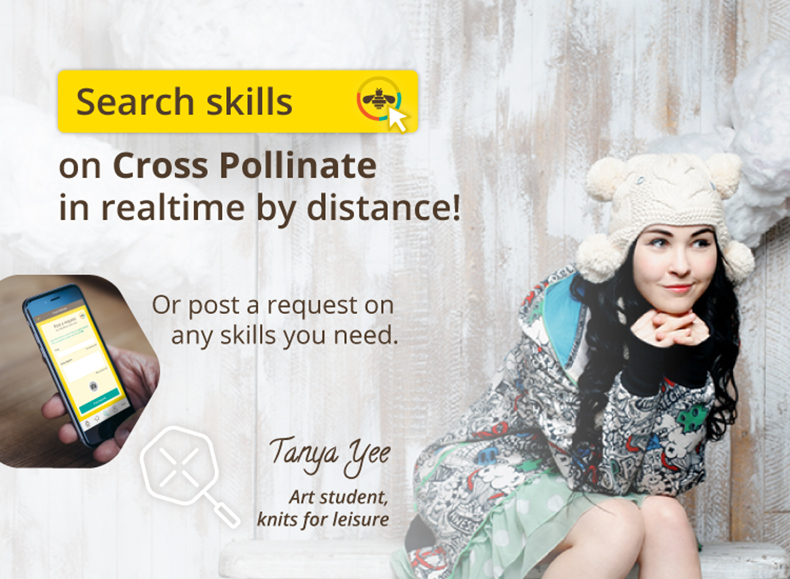 Search skills
on Cross Pollinate
in realtime by distance!
Or post a request on
any skills you need.
Tanya Yee
Art student,
knits for leisure